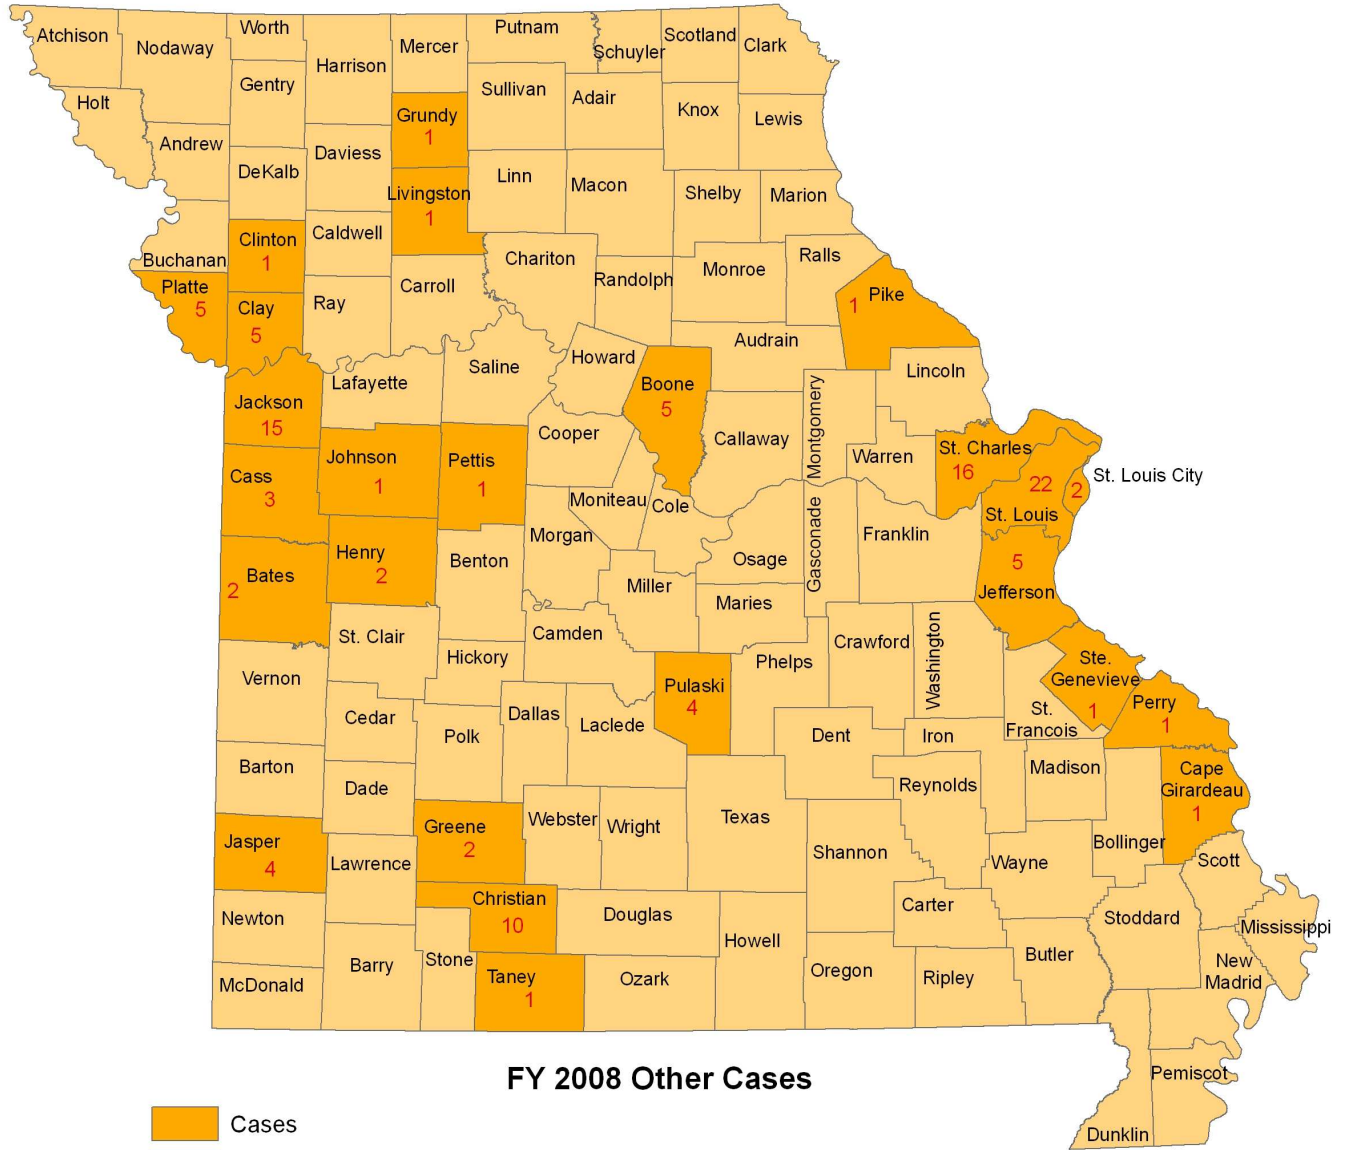 Atchison
Nodaway
Worth
Harrison
Mercer
Putnam
Schuyler
Scotland
Clark
Holt
Gentry
Sullivan
Adair
Knox
Lewis
Grundy
1
Andrew
DeKalb
Daviess
Livingston
1
Linn
Macon
Shelby
Marion
Buchanan
Clinton
1
Caldwell
Chariton
Randolph
Monroe
Ralls
Platte
5
Clay
5
Ray
Carroll
Pike
1
Audrain
Lincoln
Jackson
15
Lafayette
Saline
Howard
Boone
5
Callaway
Montgomery
Warren
St. Charles
16
22
St. Louis
2
St. Louis City
Cass
3
Johnson
1
Pettis
1
Cooper
Moniteau
Cole
Morgan
Osage
Gasconade
Franklin
5
Jefferson
2
Bates
Henry
2
Benton
Miller
Maries
St. Clair
Camden
Hickory
Vernon
Pulaski
4
Phelps
Crawford
Washington
Ste.
Genevieve
1
St.
Francois
Perry
1
Cedar
Polk
Dallas
Laclede
Dent
Iron
Madison
Cape
Girardeau
1
Barton
Dade
Reynolds
Jasper
4
Greene
2
Webster
Wright
Texas
Shannon
Wayne
Bollinger
Scott
Lawrence
Christian
10
Newton
Douglas
Howell
Carter
Stoddard
Mississippi
Barry
Stone
Taney
1
Ozark
Oregon
Ripley
Butler
New
Madrid
McDonald
Pemiscot
Dunklin
FY 2008 Other Cases
Cases